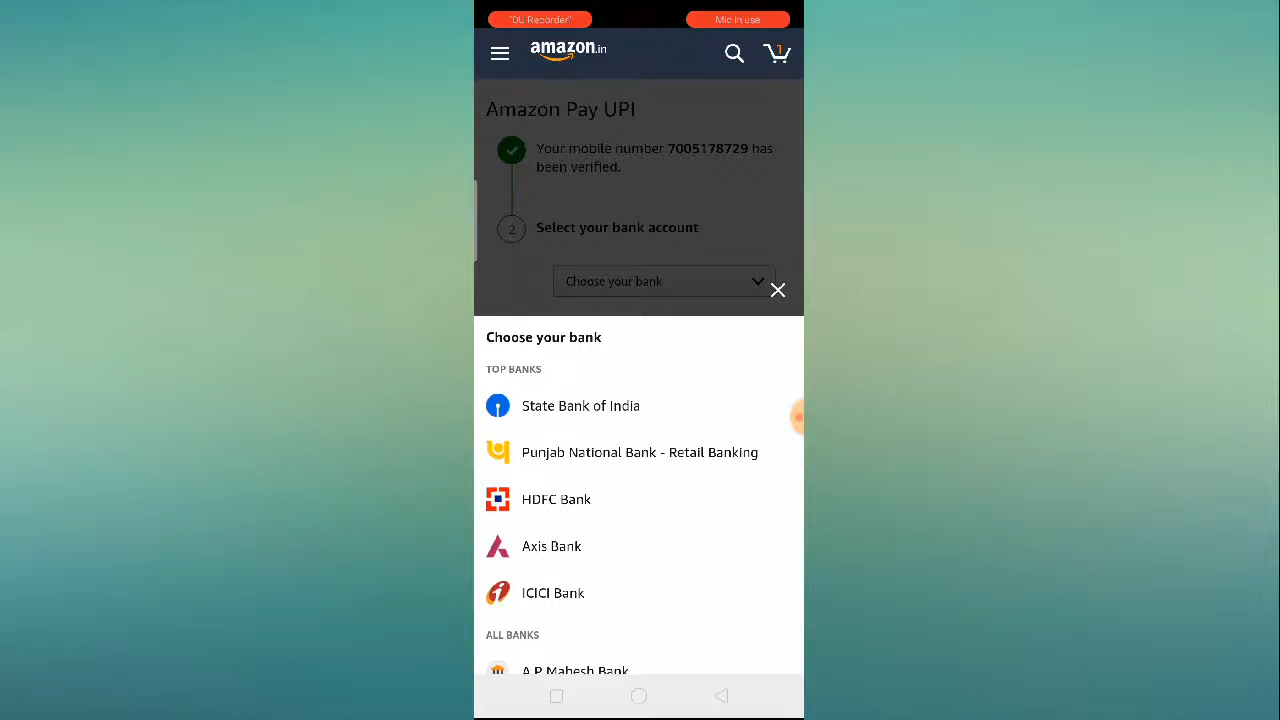 "DU Recorder"
Mic in use
amazon.in
1
Amazon Pay UPI
Your mobile number 7005178729 has
been verified.
2
Select your bank account
Choose your bank
Choose your bank
TOP BANKS
State Bank of India
Punjab National Bank - Retail Banking
HDFC Bank
Axis Bank
ICICI Bank
ALL BANKS
A P Mahesh Bank